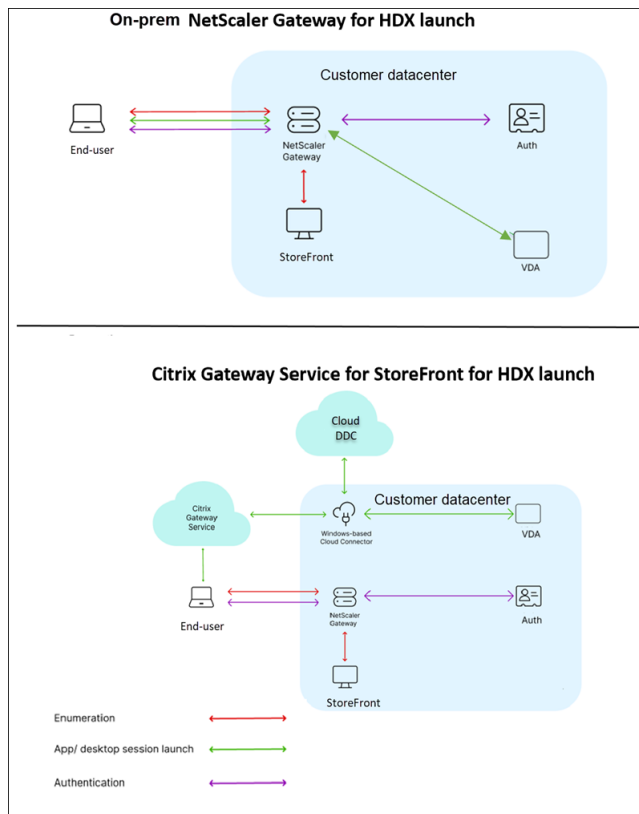 On-prem NetScaler Gateway for HDX launch
Customer datacenter
End-user
NetScaler
Gateway
Auth
StoreFront
VDA
Citrix Gateway Service for StoreFront for HDX launch
Cloud
DDC
Customer datacenter
Citrix
Gateway
Service
Windows-based
Cloud Connector
VDA
End-user
NetScaler
Gateway
Auth
StoreFront
Enumeration
App/ desktop session launch
Authentication